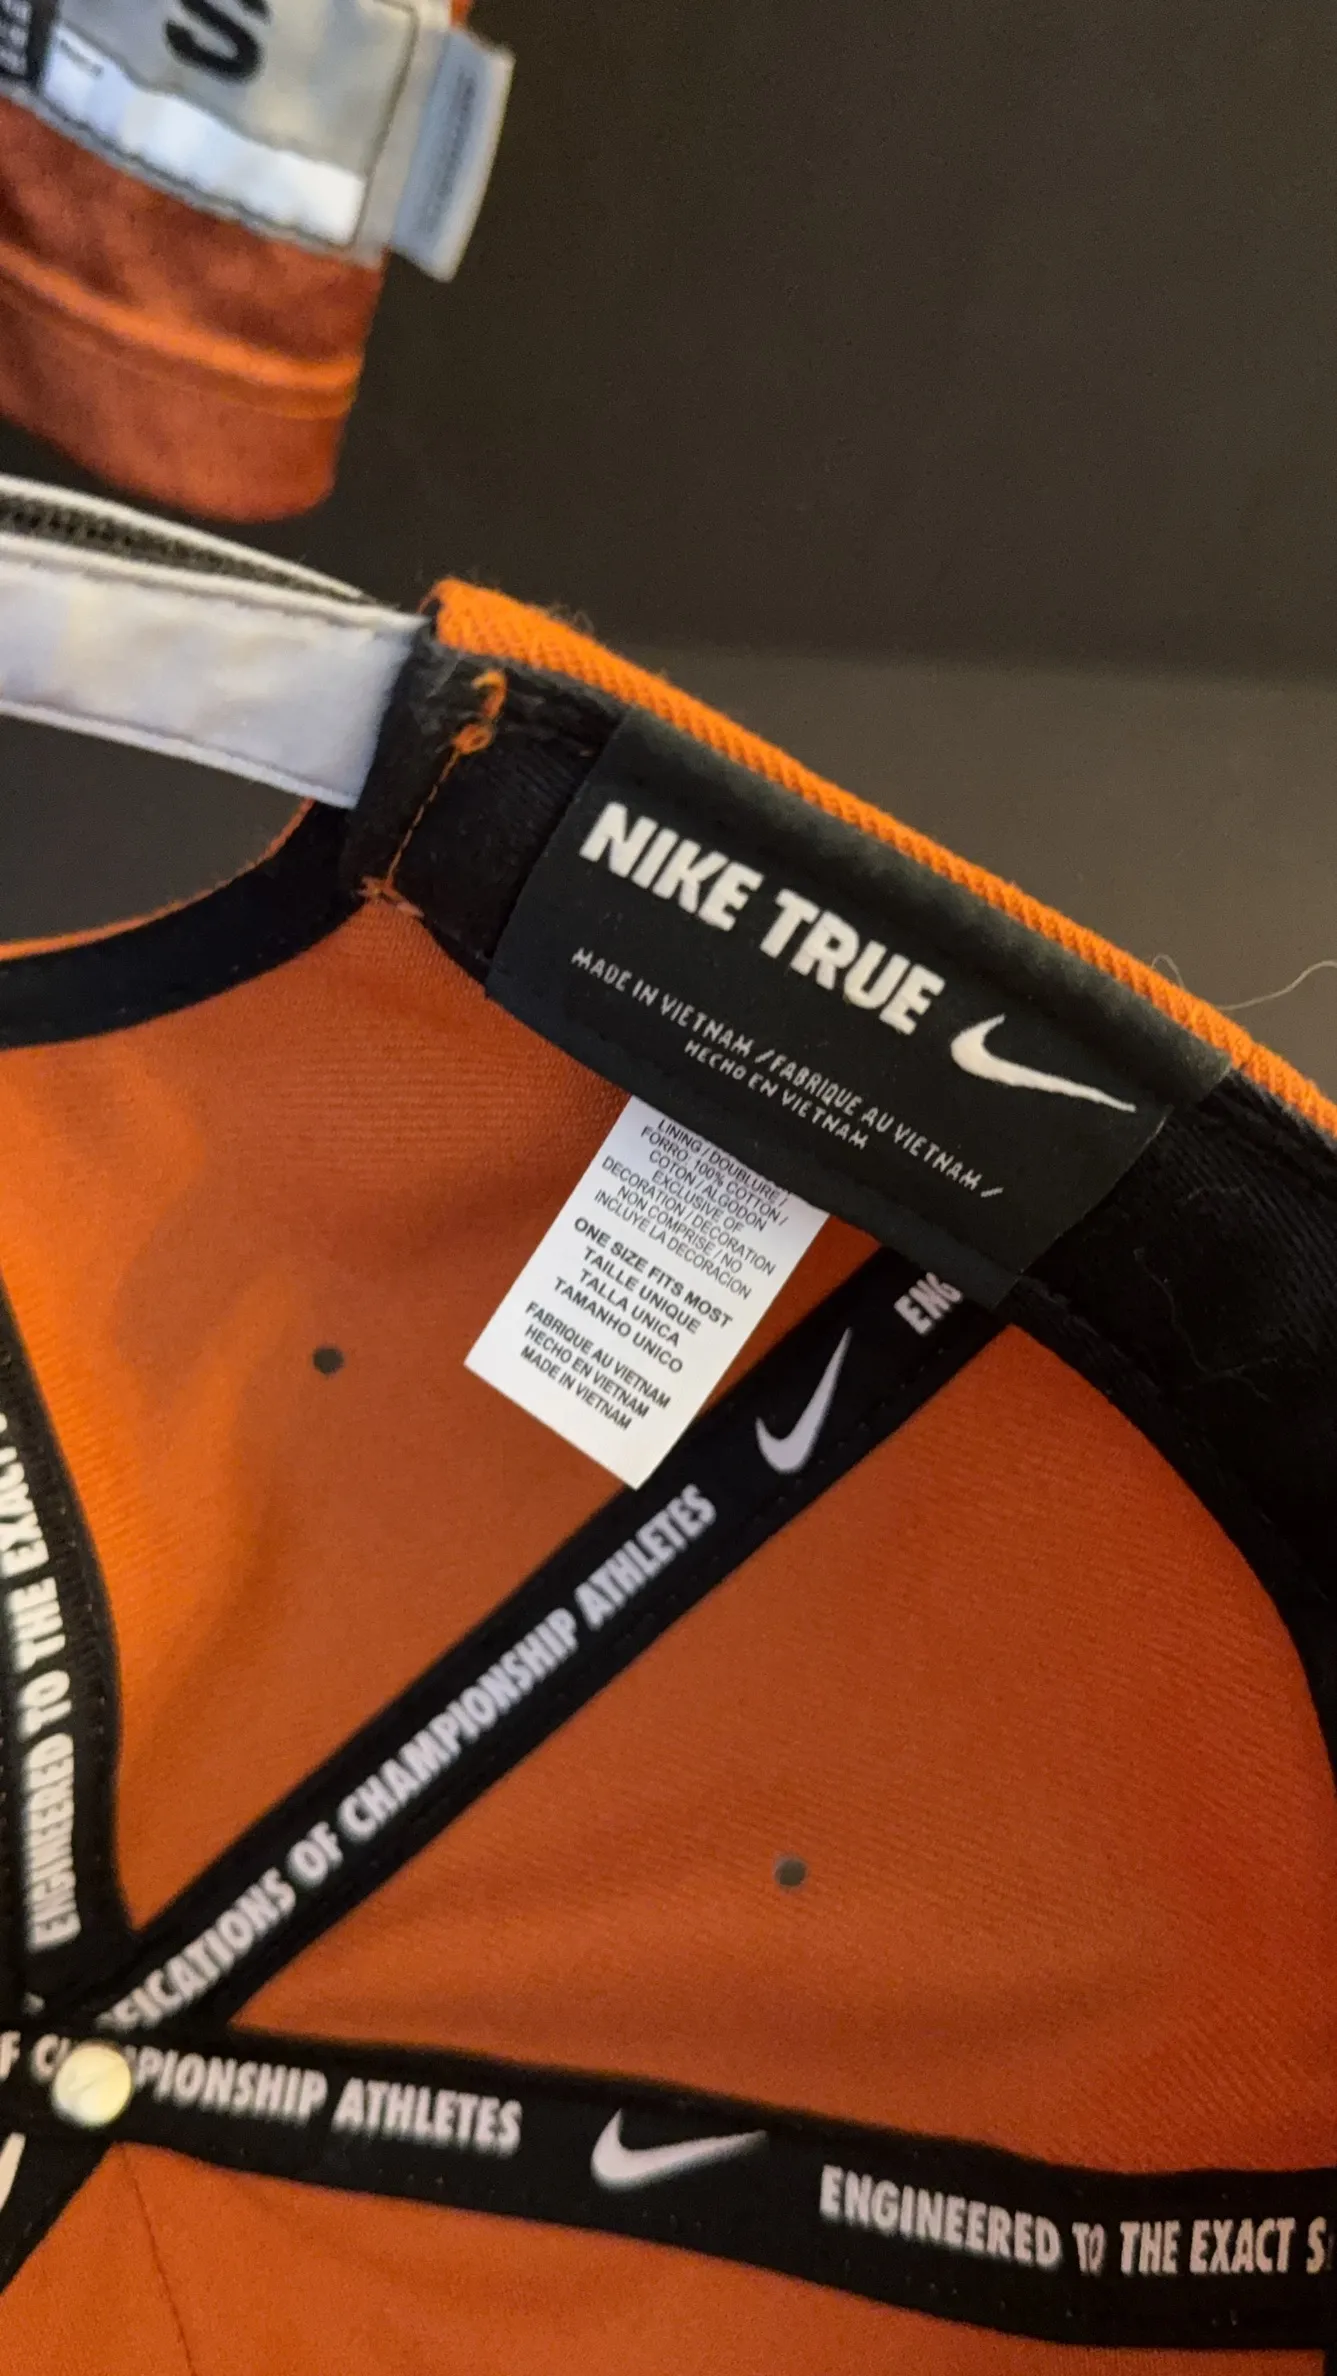 S
NIKE TRUE
MADE IN VIETNAM / FABRIQUE AU VIETNAM /
HECHO EN VIETNAM
LINING / DOUBLURE /
FORRO: 100% COTTON /
COTON / ALGODON
EXCLUSIVE OF
DECORATION / DECORATION
NON COMPRISE / NO
INCLUYE LA DECORACION
ONE SIZE FITS MOST
TAILLE UNIQUE
TALLA UNICA
TAMANHO UNICO
FABRIQUE AU VIETNAM
HECHO EN VIETNAM
MADE IN VIETNAM
ENG
FICATIONS OF CHAMPIONSHIP ATHLETES
ENGINEERED TO THE EXACT
PIONSHIP ATHLETES
ENGINEERED TO THE EXACT S